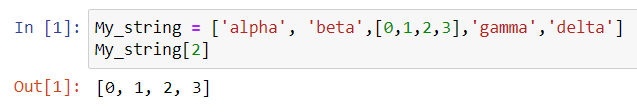 In [1]: My_string = ['alpha', 'beta',[0,1,2,3],'gamma','delta']
My_string[2]
Out[1]: [0, 1, 2, 3]